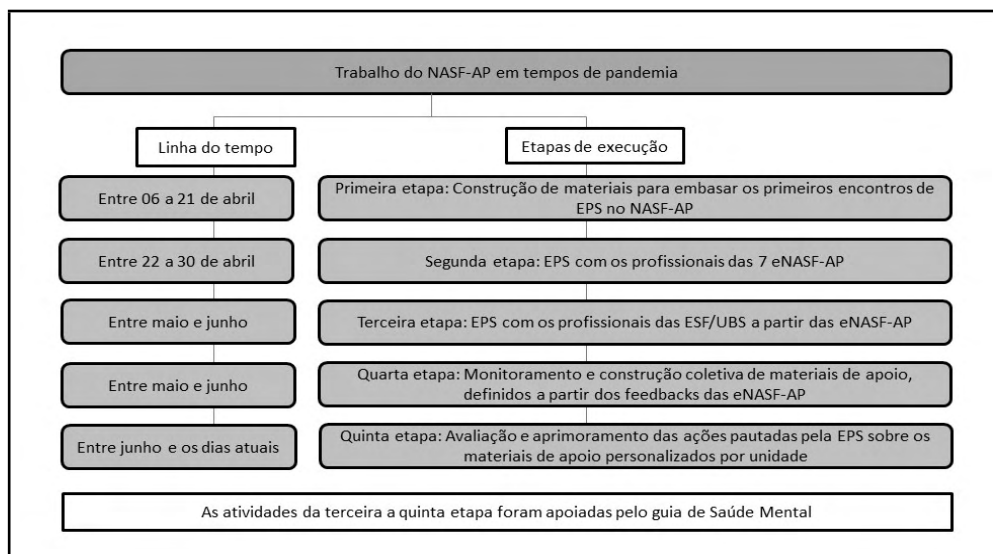 Trabalho do NASF-AP em tempos de pandemia
Linha do tempo
Etapas de execução
Entre 06 a 21 de abril
Primeira etapa: Construção de materiais para embasar os primeiros encontros de
EPS no NASF-AP
Entre 22 a 30 de abril
Segunda etapa: EPS com os profissionais das 7 eNASF-AP
Entre maio e junho
Terceira etapa: EPS com os profissionais das ESF/UBS a partir das eNASF-AP
Entre maio e junho
Quarta etapa: Monitoramento e construção coletiva de materiais de apoio,
definidos a partir dos feedbacks das eNASF-AP
Entre junho e os dias atuais
Quinta etapa: Avaliação e aprimoramento das ações pautadas pela EPS sobre os
materiais de apoio personalizados por unidade
As atividades da terceira a quinta etapa foram apoiadas pelo guia de Saúde Mental